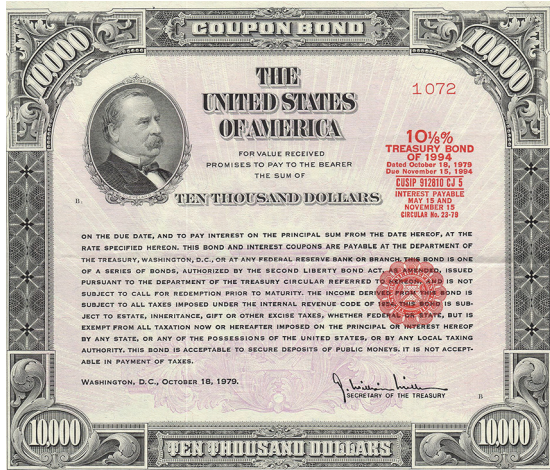 COUPON BOND
10,000
10,000
THE
UNITED STATES
OF AMERICA
1072
FOR VALUE RECEIVED
PROMISES TO PAY TO THE BEARER
THE SUM OF
TEN THOUSAND DOLLARS
10⅛%
TREASURY BOND
OF 1994
Dated October 18, 1979
Due November 15, 1994
CUSIP 912810 CJ 5
INTEREST PAYABLE
MAY 15 AND
NOVEMBER 15
CIRCULAR No. 23-79
B
ON THE DUE DATE, AND TO PAY INTEREST ON THE PRINCIPAL SUM FROM THE DATE HEREOF, AT THE
RATE SPECIFIED HEREON. THIS BOND AND INTEREST COUPONS ARE PAYABLE AT THE DEPARTMENT OF
THE TREASURY, WASHINGTON, D.C., OR AT ANY FEDERAL RESERVE BANK OR BRANCH. THIS BOND IS ONE
OF A SERIES OF BONDS, AUTHORIZED BY THE SECOND LIBERTY BOND ACT, AS AMENDED, ISSUED
PURSUANT TO THE DEPARTMENT OF THE TREASURY CIRCULAR REFERRED TO HEREON, AND IS NOT
SUBJECT TO CALL FOR REDEMPTION PRIOR TO MATURITY. THE INCOME DERIVED FROM THIS BOND IS
SUBJECT TO ALL TAXES IMPOSED UNDER THE INTERNAL REVENUE CODE OF 1954. THIS BOND IS SUB-
JECT TO ESTATE, INHERITANCE, GIFT OR OTHER EXCISE TAXES, WHETHER FEDERAL OR STATE, BUT IS
EXEMPT FROM ALL TAXATION NOW OR HEREAFTER IMPOSED ON THE PRINCIPAL OR INTEREST HEREOF
BY ANY STATE, OR ANY OF THE POSSESSIONS OF THE UNITED STATES, OR BY ANY LOCAL TAXING
AUTHORITY. THIS BOND IS ACCEPTABLE TO SECURE DEPOSITS OF PUBLIC MONEYS. IT IS NOT ACCEPT-
ABLE IN PAYMENT OF TAXES.
WASHINGTON, D.C., OCTOBER 18, 1979.
G. William Miller
SECRETARY OF THE TREASURY
B
10,000
TEN THOUSAND DOLLARS
10,000